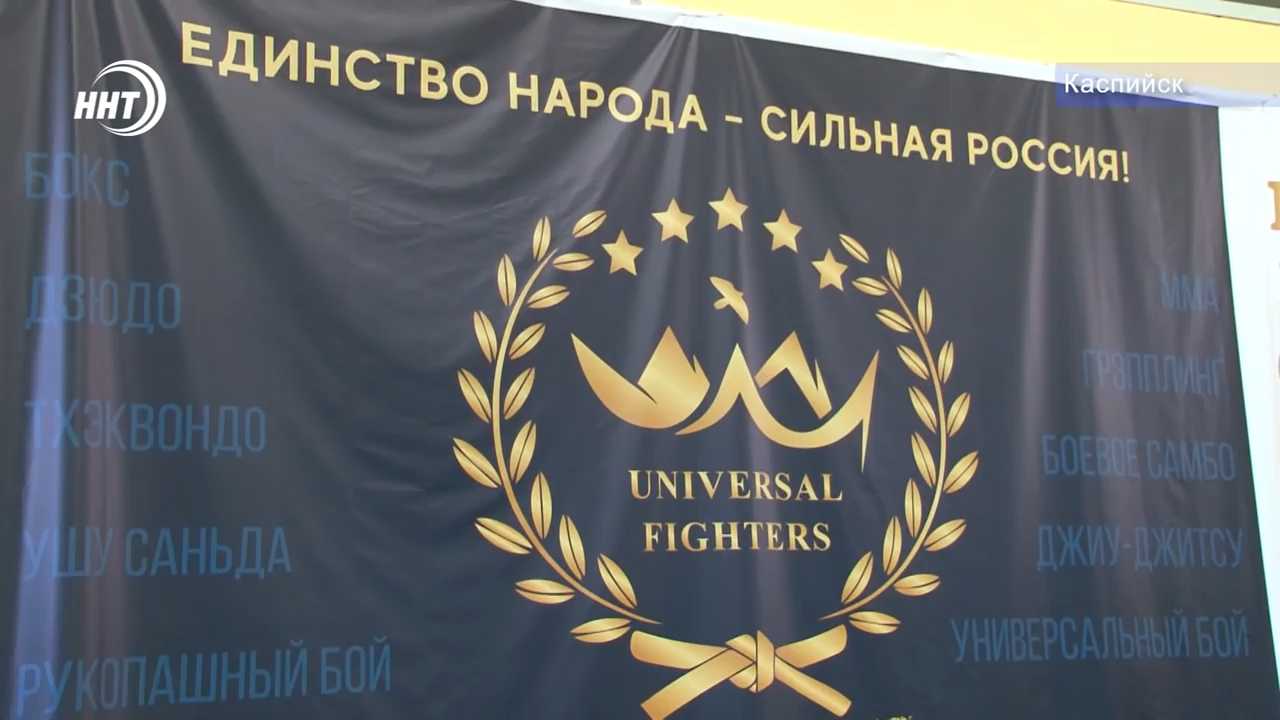 ЕДИНСТВО НАРОДА - СИЛЬНАЯ РОССИЯ!
ННТ
Каспийск
БОКС
ДЗЮДО
ТХЭКВОНДО
УШУ САНЬДА
РУКОПАШНЫЙ БОЙ
UNIVERSAL
FIGHTERS
ММА
ГРЭППЛИНГ
БОЕВОЕ САМБО
ДЖИУ-ДЖИТСУ
УНИВЕРСАЛЬНЫЙ БОЙ